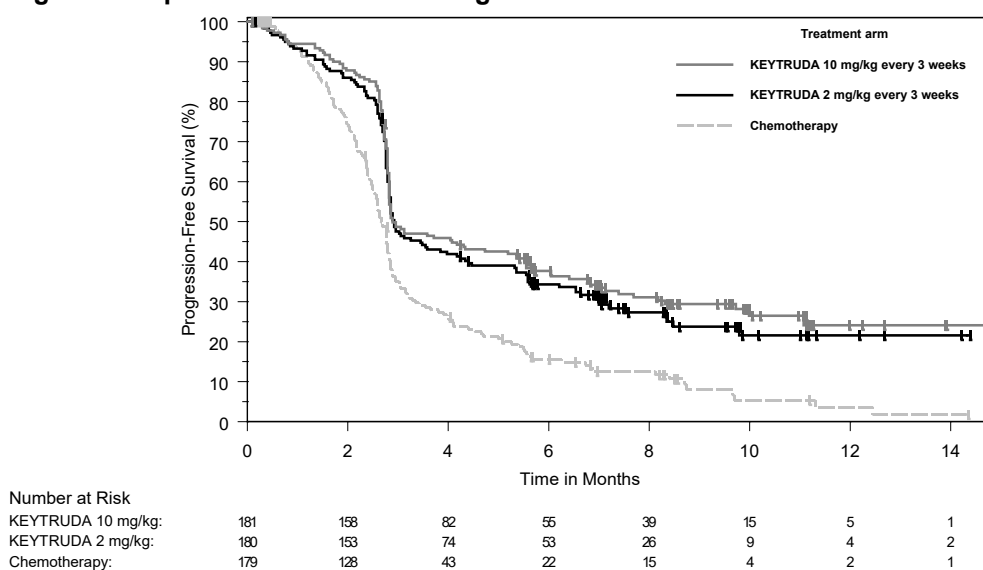 100
90
80
70
60
50
40
30
20
10
0
Progression-Free Survival (%)
Treatment arm
KEYTRUDA 10 mg/kg every 3 weeks
KEYTRUDA 2 mg/kg every 3 weeks
Chemotherapy
0 2 4 6 8 10 12 14
Time in Months
Number at Risk
KEYTRUDA 10 mg/kg: 181 158 82 55 39 15 5 1
KEYTRUDA 2 mg/kg: 180 153 74 53 26 9 4 2
Chemotherapy: 179 128 43 22 15 4 2 1